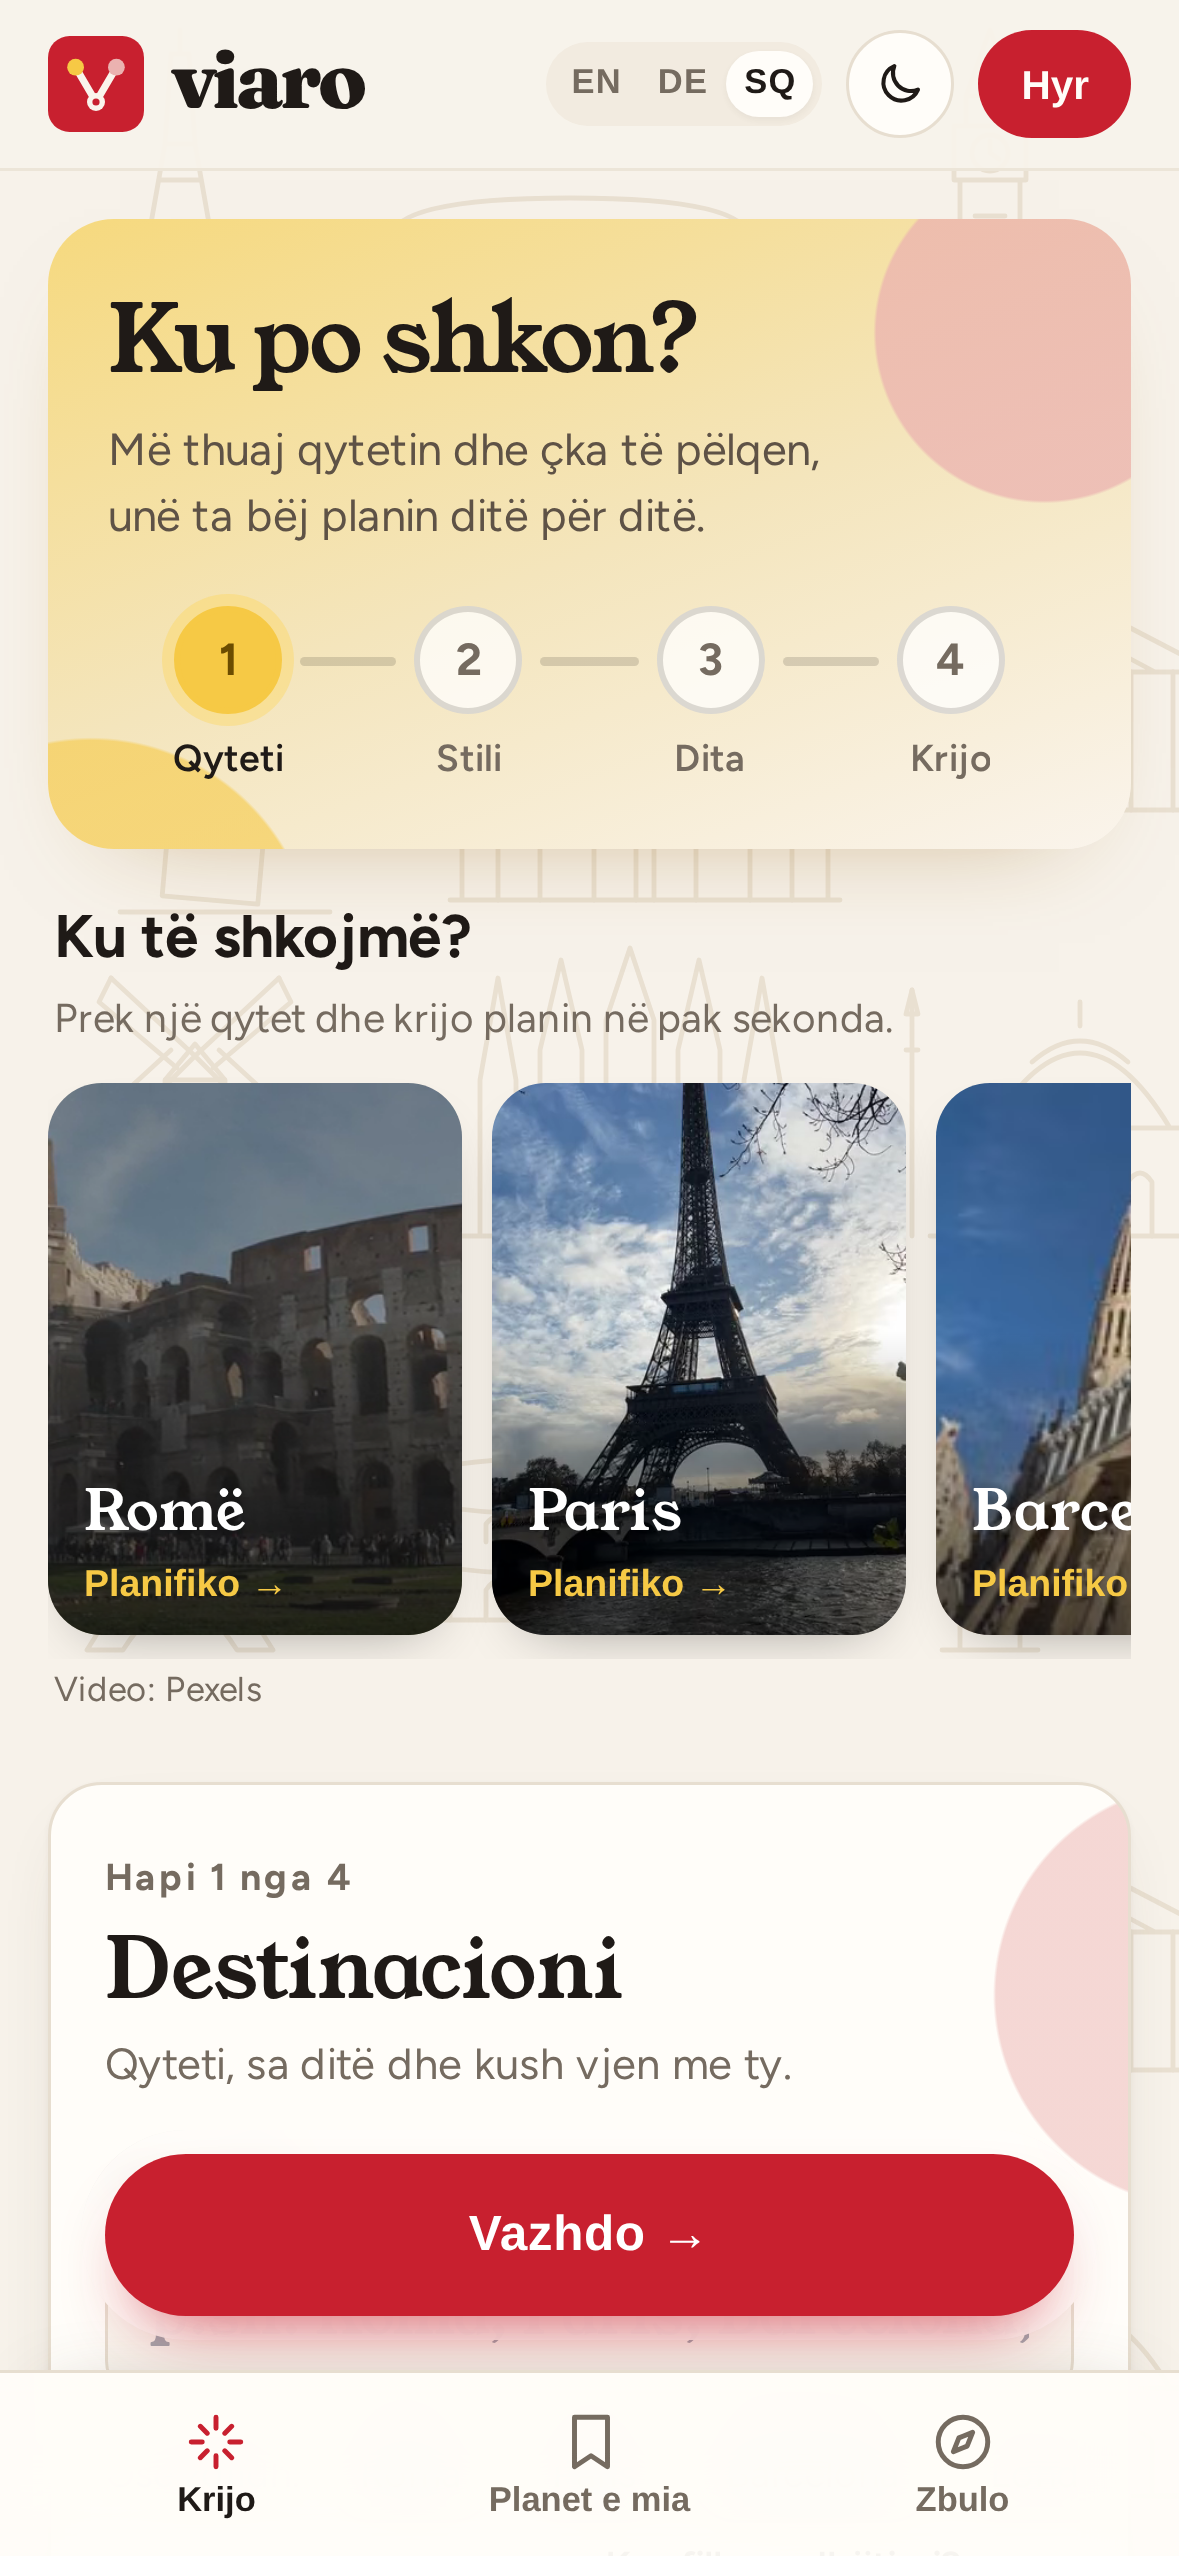 viaro
EN DE SQ
Hyr
Ku po shkon?
Më thuaj qytetin dhe çka të pëlqen,
unë ta bëj planin ditë për ditë.
1 2 3 4
Qyteti Stili Dita Krijo
Ku të shkojmë?
Prek një qytet dhe krijo planin në pak sekonda.
Romë
Planifiko →
Paris
Planifiko →
Barce
Planifiko
Video: Pexels
Hapi 1 nga 4
Destinacioni
Qyteti, sa ditë dhe kush vjen me ty.
Vazhdo →
Krijo Planet e mia Zbulo